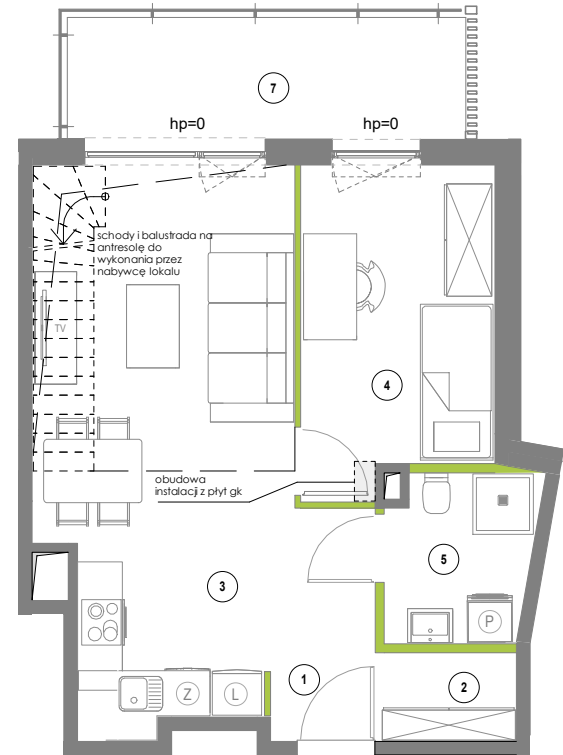 7
hp=0
hp=0
schody i balustrada na
antresolę do
wykonania przez
nabywcę lokalu
TV
4
obudowa
instalacji z płyt gk
5
3
P
1
2
Z
L